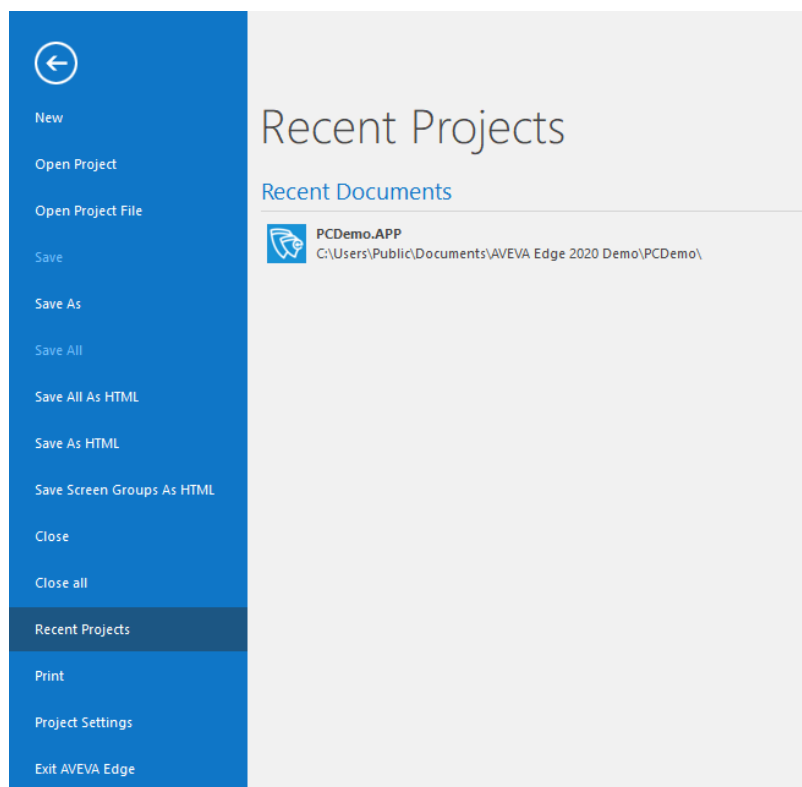 New
Open Project
Open Project File
Save
Save As
Save All
Save All As HTML
Save As HTML
Save Screen Groups As HTML
Close
Close all
Recent Projects
Print
Project Settings
Exit AVEVA Edge
Recent Projects
Recent Documents
PCDemo.APP
C:\Users\Public\Documents\AVEVA Edge 2020 Demo\PCDemo\